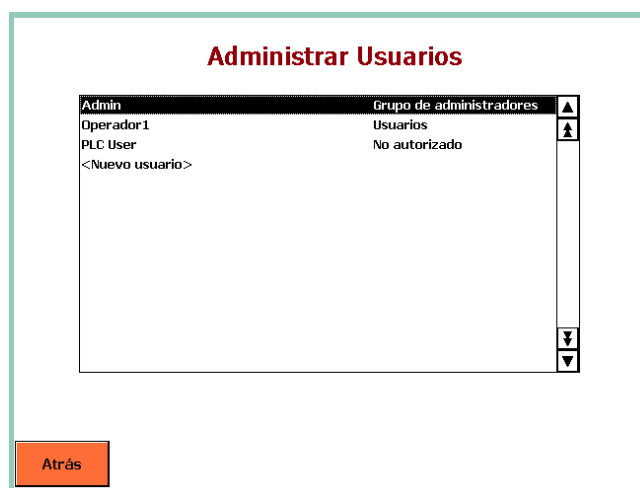 Administrar Usuarios
Admin Grupo de administradores
Operador1 Usuarios
PLC User No autorizado
<Nuevo usuario>
Atrás